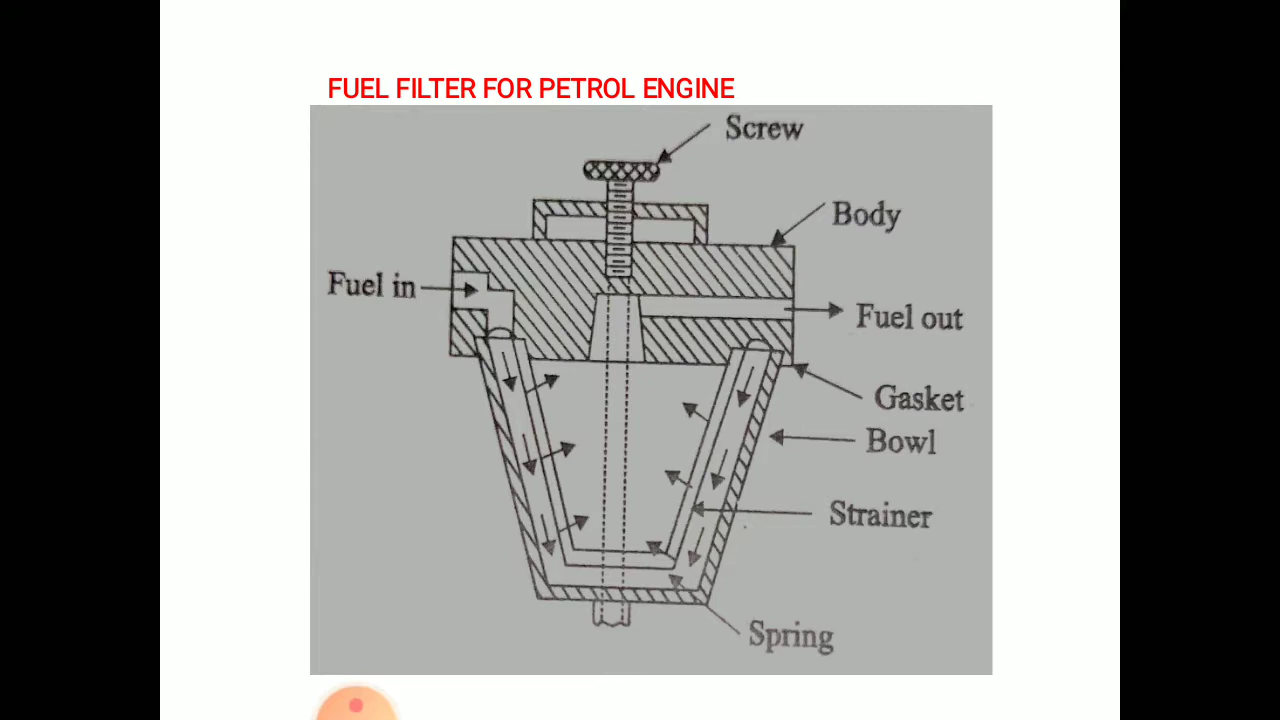 FUEL FILTER FOR PETROL ENGINE
Screw
Body
Fuel in
Fuel out
Gasket
Bowl
Strainer
Spring